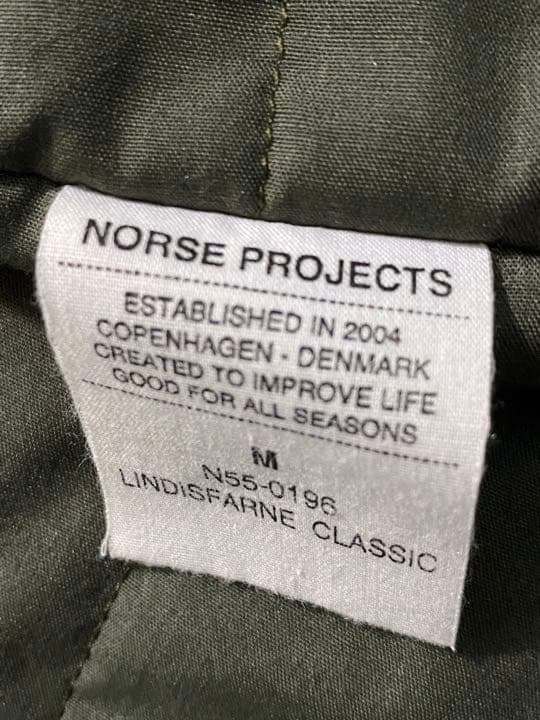 NORSE PROJECTS
ESTABLISHED IN 2004
COPENHAGEN - DENMARK
CREATED TO IMPROVE LIFE
GOOD FOR ALL SEASONS
M
N55-0196
LINDISFARNE CLASSIC